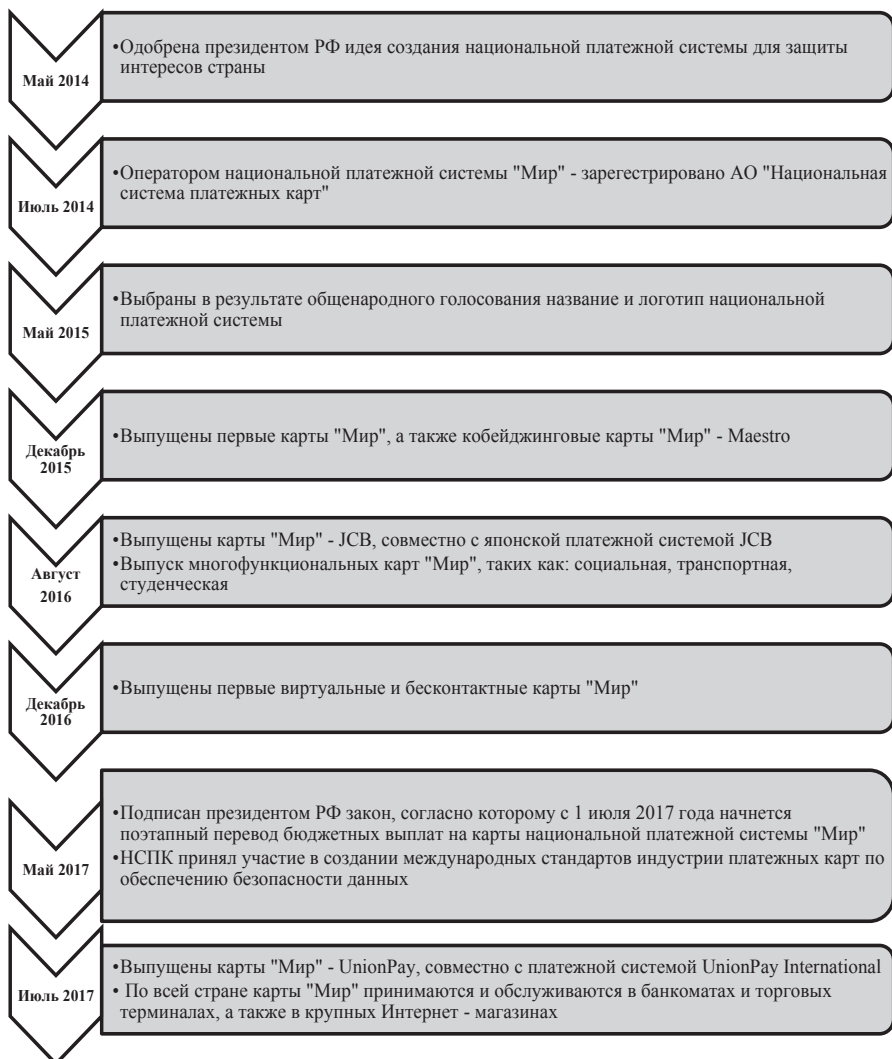 Май 2014
•Одобрена президентом РФ идея создания национальной платежной системы для защиты
интересов страны
Июль 2014
•Оператором национальной платежной системы "Мир" - зарегестрировано АО "Национальная
система платежных карт"
Май 2015
•Выбраны в результате общенародного голосования название и логотип национальной
платежной системы
Декабрь
2015
•Выпущены первые карты "Мир", а также кобейджинговые карты "Мир" - Maestro
Август
2016
•Выпущены карты "Мир" - JCB, совместно с японской платежной системой JCB
•Выпуск многофункциональных карт "Мир", таких как: социальная, транспортная,
студенческая
Декабрь
2016
•Выпущены первые виртуальные и бесконтактные карты "Мир"
Май 2017
•Подписан президентом РФ закон, согласно которому с 1 июля 2017 года начнется
поэтапный перевод бюджетных выплат на карты национальной платежной системы "Мир"
•НСПК принял участие в создании международных стандартов индустрии платежных карт по
обеспечению безопасности данных
Июль 2017
•Выпущены карты "Мир" - UnionPay, совместно с платежной системой UnionPay International
• По всей стране карты "Мир" принимаются и обслуживаются в банкоматах и торговых
терминалах, а также в крупных Интернет - магазинах